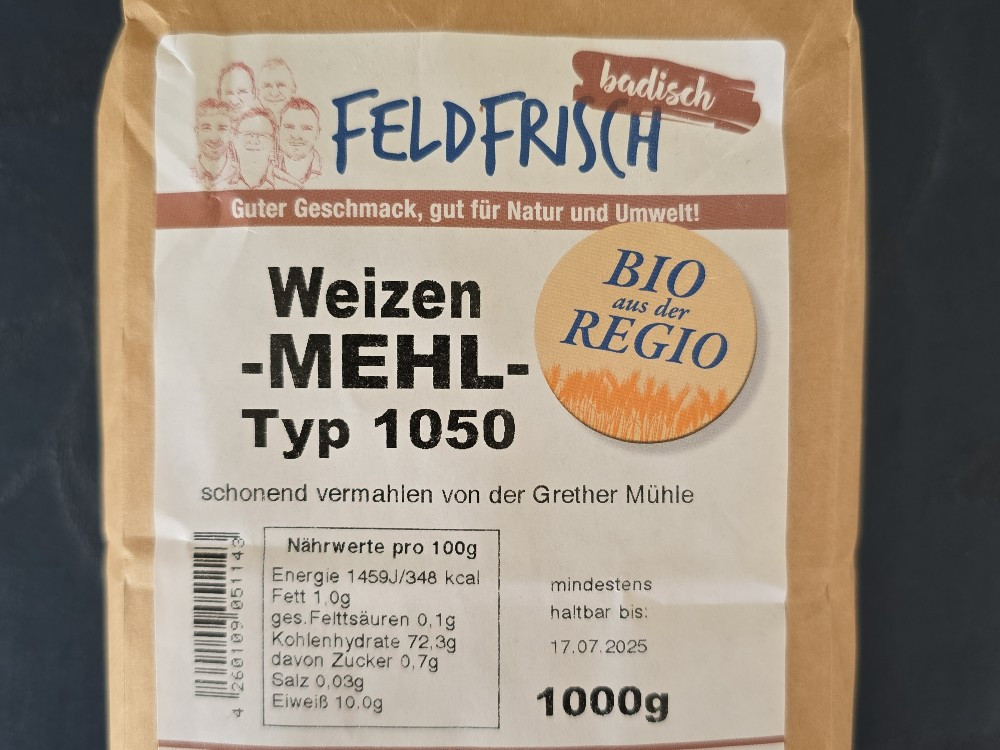 badisch
FELDFRISCH
Guter Geschmack, gut für Natur und Umwelt!
BIO
aus der
REGIO
Weizen
-MEHL-
Typ 1050
schonend vermahlen von der Grether Mühle
4 260109 051143
Nährwerte pro 100g
Energie 1459J/348 kcal
Fett 1,0g
ges.Felttsäuren 0,1g
Kohlenhydrate 72,3g
davon Zucker 0,7g
Salz 0,03g
Eiweiß 10.0g
mindestens
haltbar bis:
17.07.2025
1000g